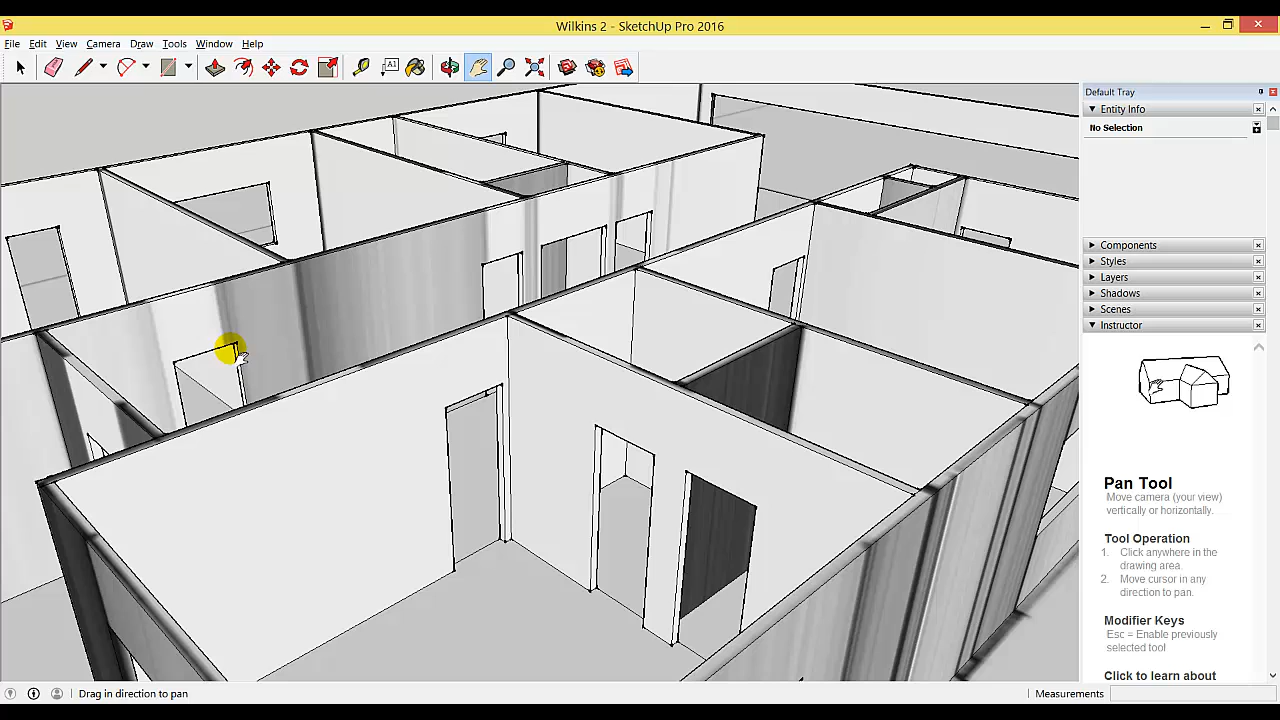 Wilkins 2 - SketchUp Pro 2016
File Edit View Camera Draw Tools Window Help
A1
Default Tray
Entity Info
No Selection
Components
Styles
Layers
Shadows
Scenes
Instructor
Pan Tool
Move camera (your view)
vertically or horizontally.
Tool Operation
1. Click anywhere in the
drawing area.
2. Move cursor in any
direction to pan.
Modifier Keys
Esc = Enable previously
selected tool
Click to learn about
Drag in direction to pan
Measurements